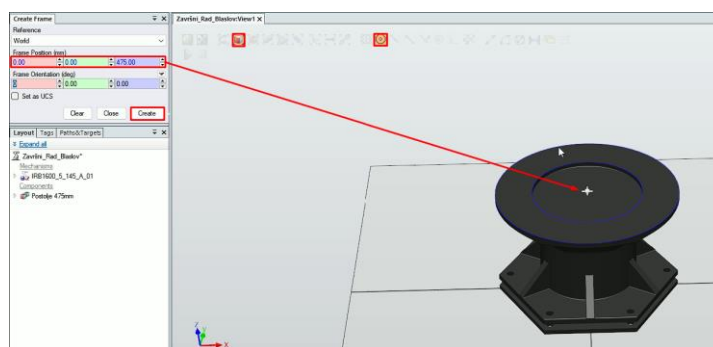 Create Frame
Reference
World
Frame Position (mm)
0.00 0.00 475.00
Frame Orientation (deg)
0.00 0.00
Set as UCS
Clear Close Create
Layout Tags Paths&Targets
Expand all
Završni_Rad_Blaslov*
Mechanisms
IRB1600_5_145_A_01
Components
Postolje 475mm
Završni_Rad_Blaslov:View1 X
Z
Y
X